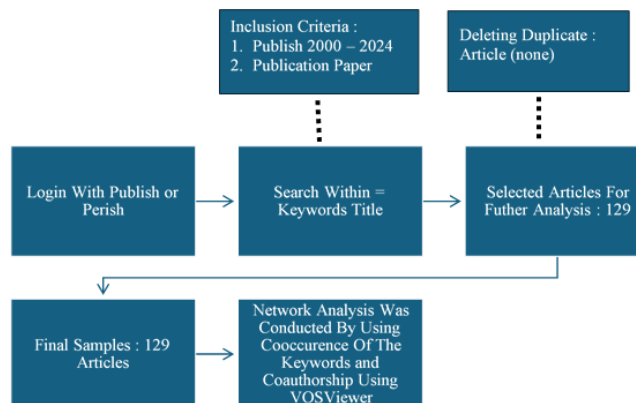 Inclusion Criteria :
1. Publish 2000 – 2024
2. Publication Paper
Deleting Duplicate :
Article (none)
Login With Publish or
Perish
Search Within =
Keywords Title
Selected Articles For
Futher Analysis : 129
Final Samples : 129
Articles
Network Analysis Was
Conducted By Using
Cooccurence Of The
Keywords and
Coauthorship Using
VOSViewer